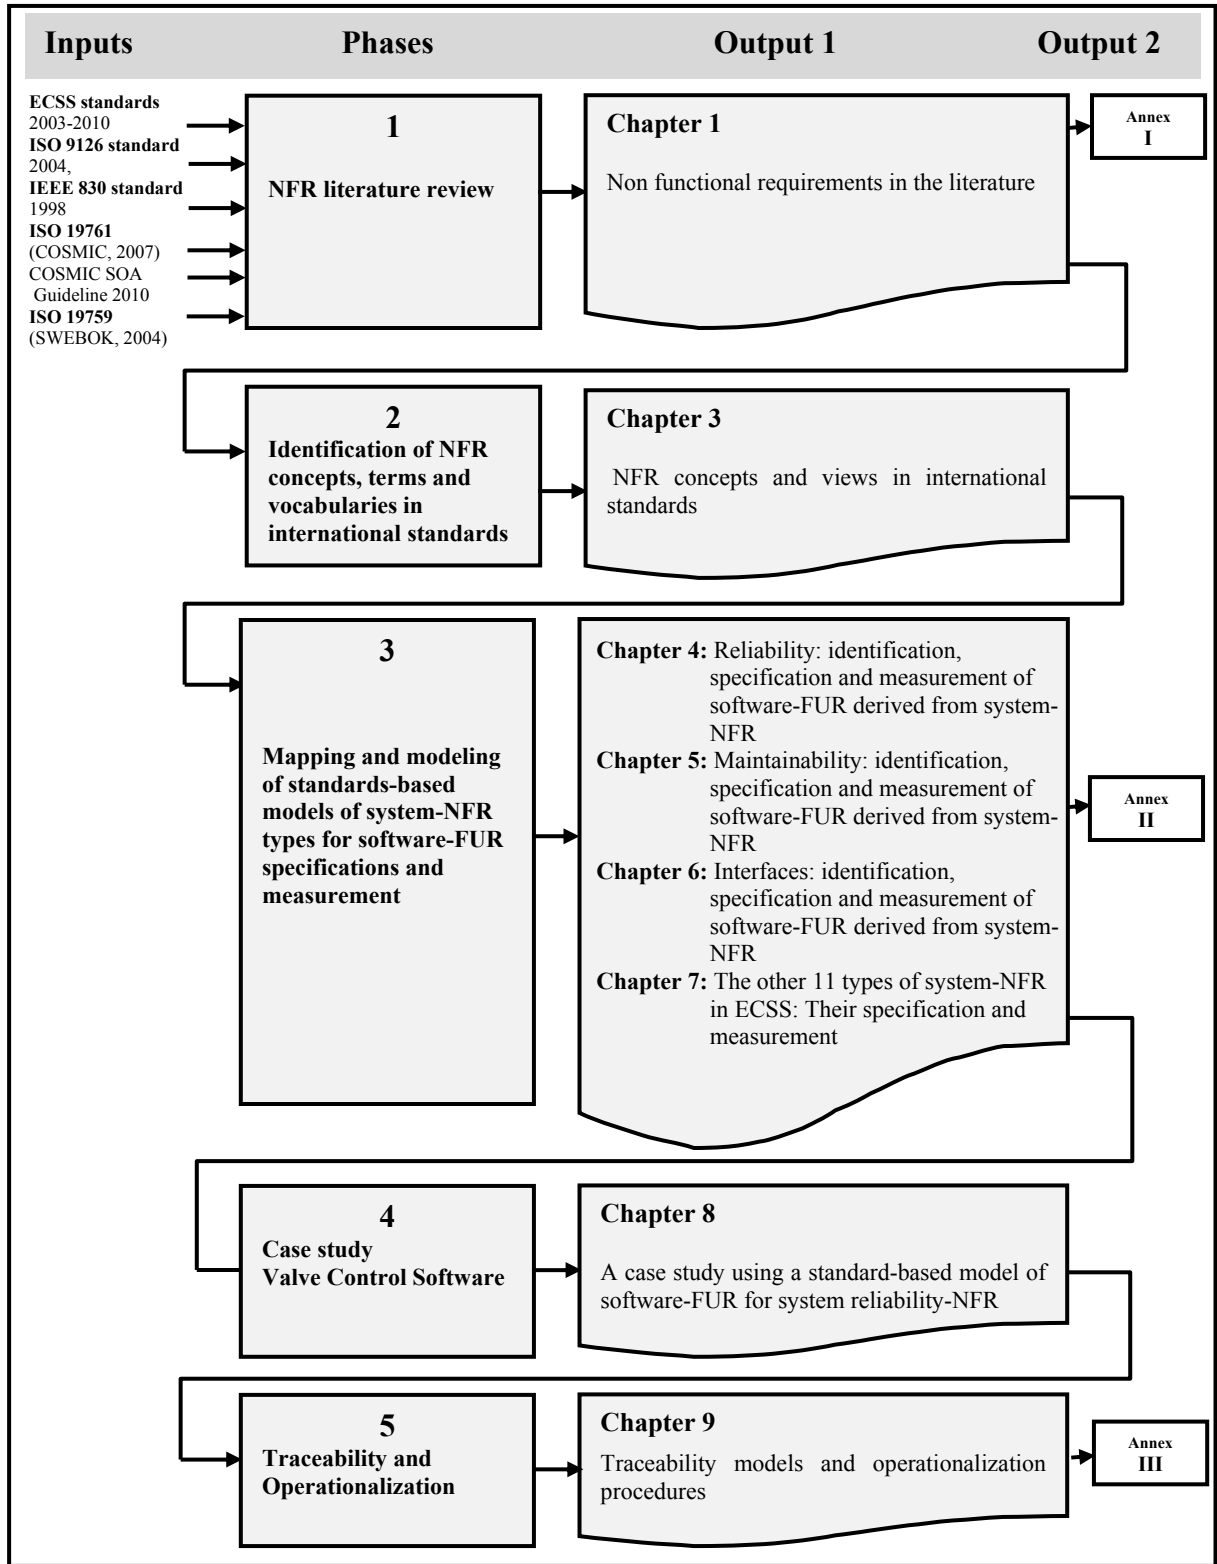 Inputs Phases Output 1 Output 2
ECSS standards
2003-2010
ISO 9126 standard
2004,
IEEE 830 standard
1998
ISO 19761
(COSMIC, 2007)
COSMIC SOA
Guideline 2010
ISO 19759
(SWEBOK, 2004)
1
NFR literature review
Chapter 1
Non functional requirements in the literature
Annex
I
2
Identification of NFR
concepts, terms and
vocabularies in
international standards
Chapter 3
NFR concepts and views in international
standards
3
Mapping and modeling
of standards-based
models of system-NFR
types for software-FUR
specifications and
measurement
Chapter 4: Reliability: identification,
specification and measurement of
software-FUR derived from system-
NFR
Chapter 5: Maintainability: identification,
specification and measurement of
software-FUR derived from system-
NFR
Chapter 6: Interfaces: identification,
specification and measurement of
software-FUR derived from system-
NFR
Chapter 7: The other 11 types of system-NFR
in ECSS: Their specification and
measurement
Annex
II
4
Case study
Valve Control Software
Chapter 8
A case study using a standard-based model of
software-FUR for system reliability-NFR
5
Traceability and
Operationalization
Chapter 9
Traceability models and operationalization
procedures
Annex
III